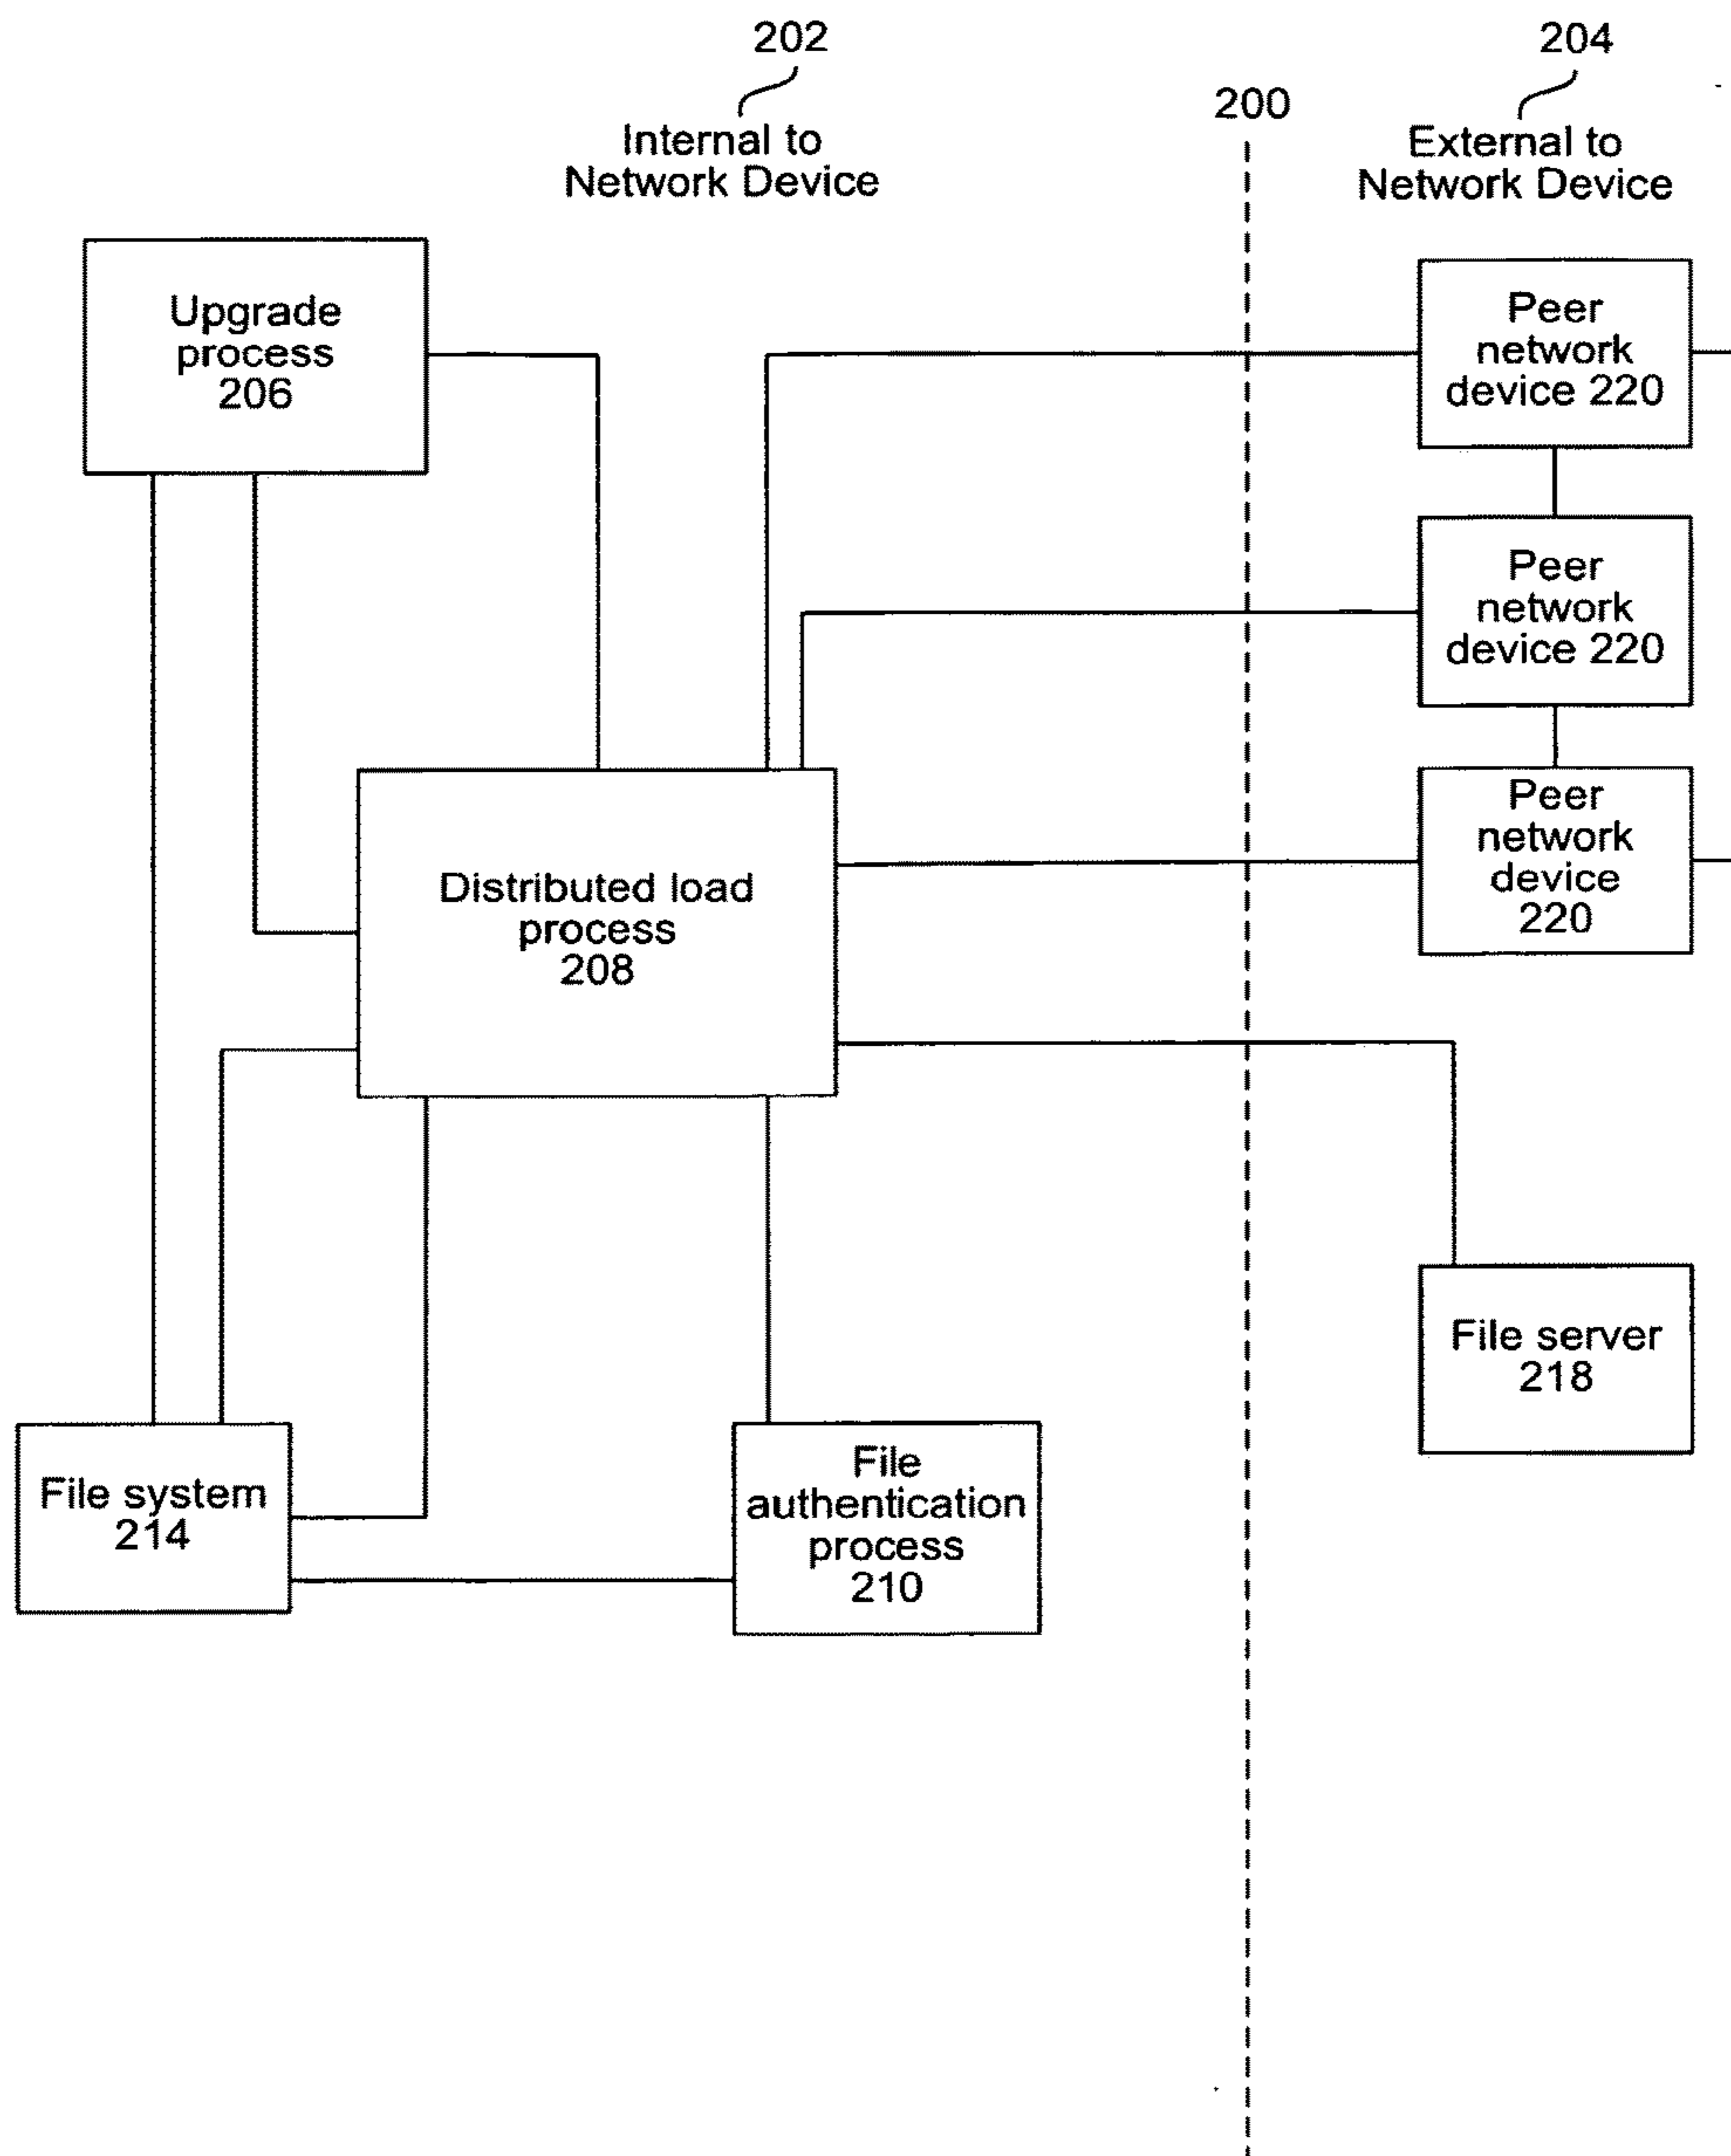 202
204
200
Internal to
Network Device
External to
Network Device
Upgrade
process
206
Peer
network
device 220
Peer
network
device 220
Peer
network
device
220
Distributed load
process
208
File server
218
File system
214
File
authentication
process
210